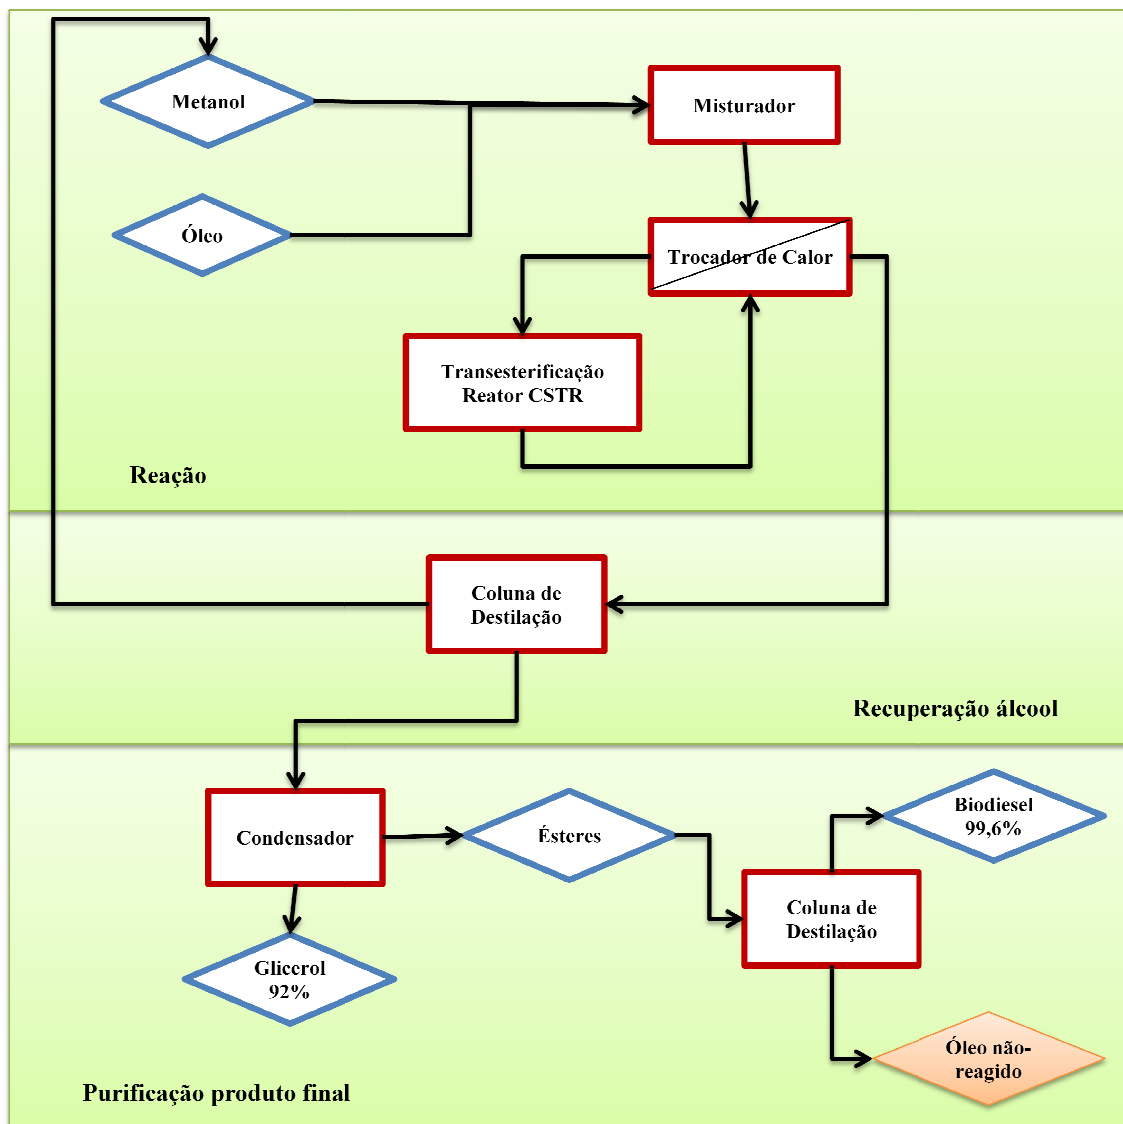 Metanol
Misturador
Óleo
Trocador de Calor
Transesterificação
Reator CSTR
Reação
Coluna de
Destilação
Recuperação álcool
Condensador
Ésteres
Biodiesel
99,6%
Coluna de
Destilação
Glicerol
92%
Óleo não-
reagido
Purificação produto final